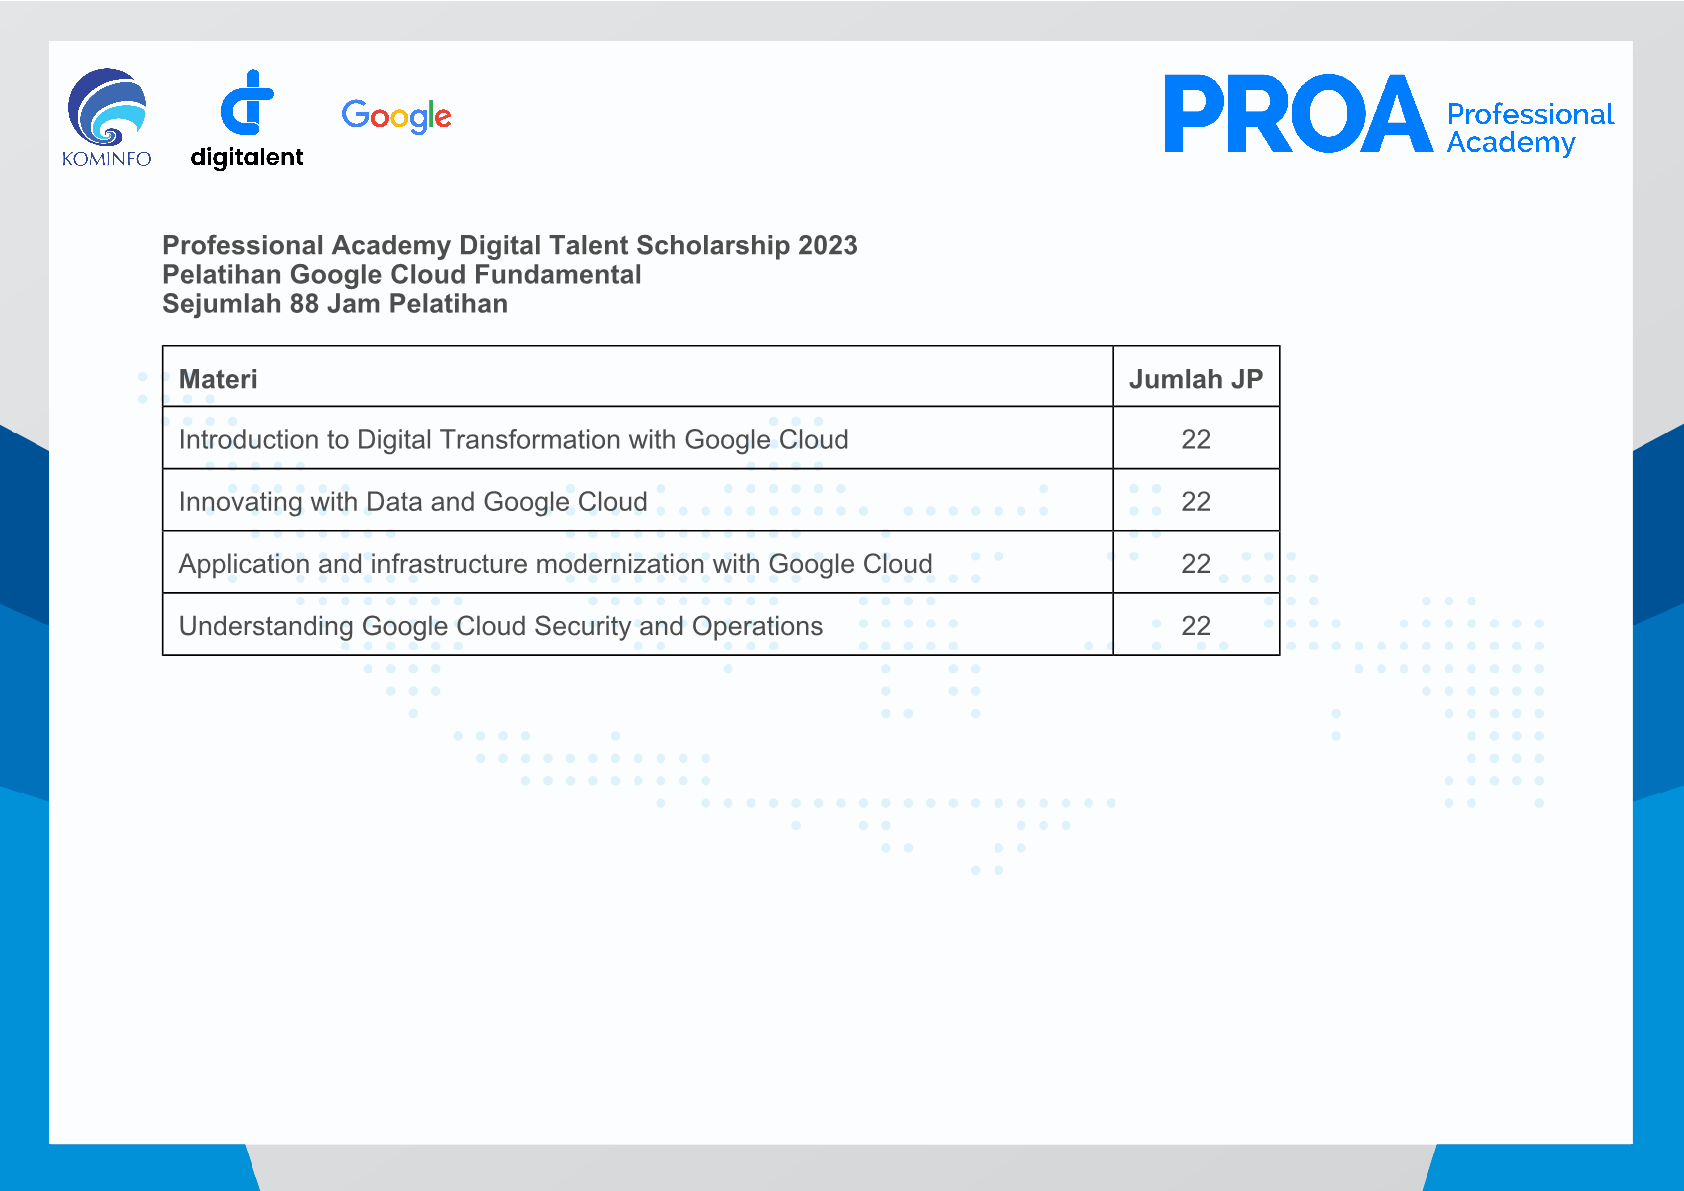 KOMINFO
digitalent
Google
PROA Professional
Academy
Professional Academy Digital Talent Scholarship 2023
Pelatihan Google Cloud Fundamental
Sejumlah 88 Jam Pelatihan
Materi Jumlah JP
Introduction to Digital Transformation with Google Cloud 22
Innovating with Data and Google Cloud 22
Application and infrastructure modernization with Google Cloud 22
Understanding Google Cloud Security and Operations 22